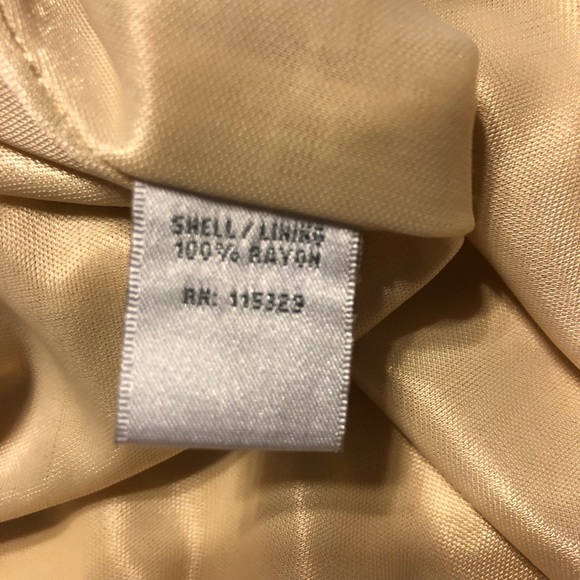 SHELL/LINING
100% RAYON
RN: 115329